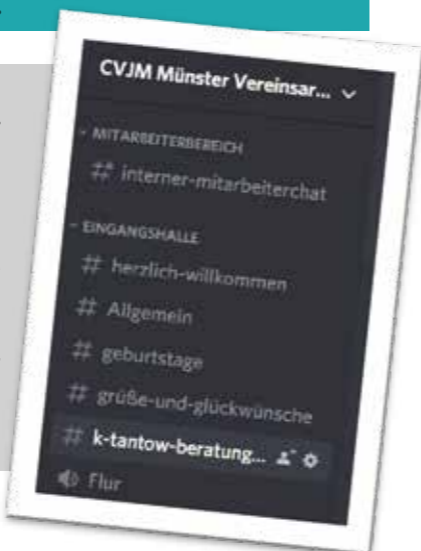 CVJM Münster Vereinsar...
MITARBEITERBEREICH
interner-mitarbeiterchat
EINGANGSHALLE
# herzlich-willkommen
# Allgemein
# geburtstage
# grüße-und-glückwünsche
# k-tantow-beratung...
Flur